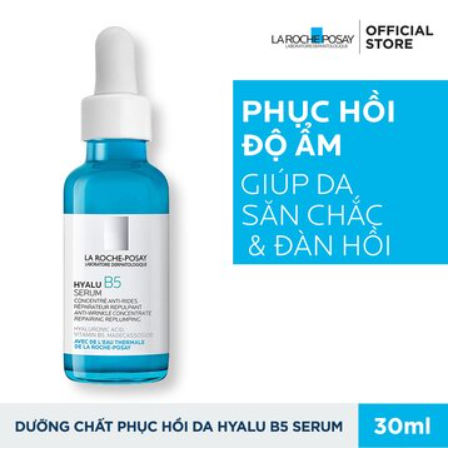 LA ROCHE-POSAY
LABORATOIRE DERMATOLOGIQUE
OFFICIAL
STORE
PHỤC HỒI
ĐỘ ẨM
GIÚP DA
SĂN CHẮC
& ĐÀN HỒI
LA ROCHE-POSAY
LABORATOIRE DERMATOLOGIQUE
HYALU B5
SERUM
CONCENTRÉ ANTI-RIDES,
RÉPARATEUR, REPULPANT
ANTI-WRINKLE CONCENTRATE
REPAIRING, REPLUMPING
HYALURONIC ACID,
VITAMIN B5, MADECASSOSIDE
AVEC DE L'EAU THERMALE
DE LA ROCHE-POSAY
DƯỠNG CHẤT PHỤC HỒI DA HYALU B5 SERUM
30ml